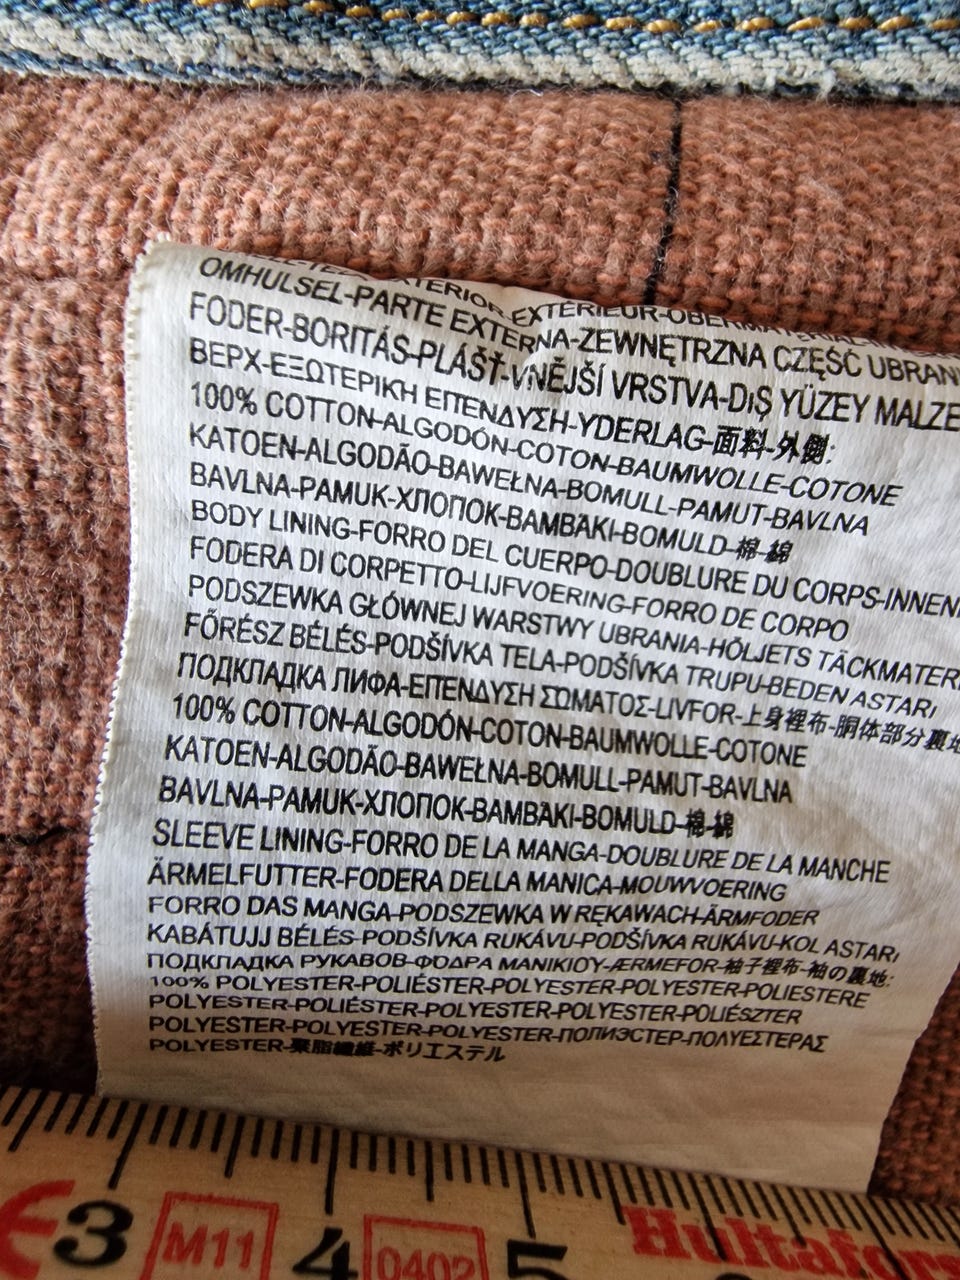 EXTERIOR-EXTÉRIEUR-OBERMATERIAL
OMHULSEL-PARTE EXTERNA-ZEWNĘTRZNA CZĘŚĆ UBRANI
FODER-BORITÁS-PLÁŠŤ-VNĚJŠÍ VRSTVA-DIŞ YÜZEY MALZE
ВЕРХ-ΕΞΩΤΕΡΙΚΉ ΕΠΕΝΔΥΣΗ-YDERLAG-面料-外側:
100% COTTON-ALGODÓN-COTON-BAUMWOLLE-COTONE
KATOEN-ALGODÃO-BAWEŁNA-BOMULL-PAMUT-BAVLNA
BAVLNA-PAMUK-ХЛОПОК-ΒΑΜΒΑΚΙ-BOMULD-棉-綿
BODY LINING-FORRO DEL CUERPO-DOUBLURE DU CORPS-INNEN
FODERA DI CORPETTO-LIJFVOERING-FORRO DE CORPO
PODSZEWKA GŁÓWNEJ WARSTWY UBRANIA-HÖLJETS TÄCKMATER
FŐRÉSZ BÉLÉS-PODŠÍVKA TELA-PODŠÍVKA TRUPU-BEDEN ASTARI
ПОДКЛАДКА ЛИФА-ΕΠΕΝΔΥΣΗ ΣΩΜΑΤΟΣ-LIVFOR-上身裡布-胴体部分裏地
100% COTTON-ALGODÓN-COTON-BAUMWOLLE-COTONE
KATOEN-ALGODÃO-BAWEŁNA-BOMULL-PAMUT-BAVLNA
BAVLNA-PAMUK-ХЛОПОК-ΒΑΜΒΑΚΙ-BOMULD-棉-綿
SLEEVE LINING-FORRO DE LA MANGA-DOUBLURE DE LA MANCHE
ÄRMELFUTTER-FODERA DELLA MANICA-MOUWVOERING
FORRO DAS MANGA-PODSZEWKA W RĘKAWACH-ÄRMFODER
KABÁTUJJ BÉLÉS-PODŠÍVKA RUKÁVU-PODŠÍVKA RUKÁVU-KOL ASTARI
ПОДКЛАДКА РУКАВОВ-ΦΟΔΡΑ ΜΑΝΙΚΙΟΥ-ÆRMEFOR-袖子裡布-袖の裏地:
100% POLYESTER-POLIÉSTER-POLYESTER-POLYESTER-POLIESTERE
POLYESTER-POLIÉSTER-POLYESTER-POLYESTER-POLIÉSZTER
POLYESTER-POLYESTER-POLYESTER-ПОЛИЭСТЕР-ΠΟΛΥΕΣΤΕΡΑΣ
POLYESTER-聚脂纖維-ポリエステル
3 M11 4 0402 5 Hultafors